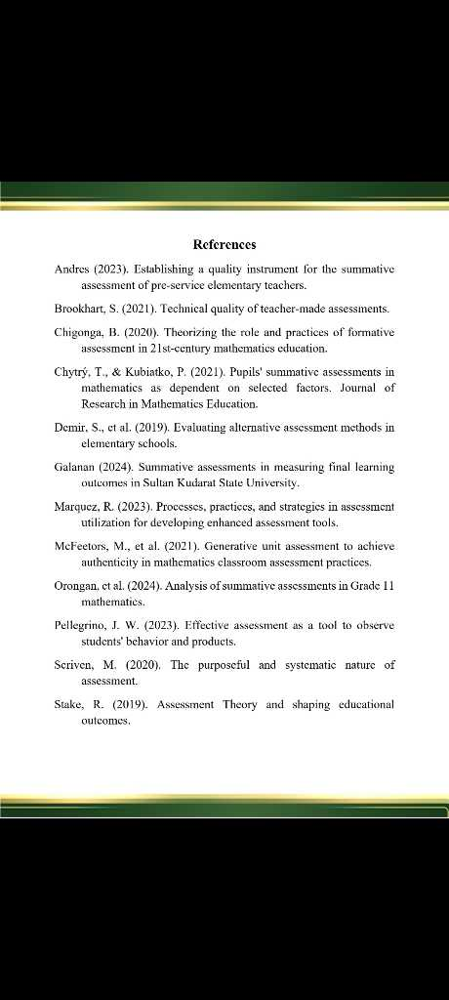 References
Andres (2023). Establishing a quality instrument for the summative
assessment of pre-service elementary teachers.
Brookhart, S. (2021). Technical quality of teacher-made assessments.
Chigonga, B. (2020). Theorizing the role and practices of formative
assessment in 21st-century mathematics education.
Chytrý, T., & Kubiatko, P. (2021). Pupils' summative assessments in
mathematics as dependent on selected factors. Journal of
Research in Mathematics Education.
Demir, S., et al. (2019). Evaluating alternative assessment methods in
elementary schools.
Galanan (2024). Summative assessments in measuring final learning
outcomes in Sultan Kudarat State University.
Marquez, R. (2023). Processes, practices, and strategies in assessment
utilization for developing enhanced assessment tools.
McFeetors, M., et al. (2021). Generative unit assessment to achieve
authenticity in mathematics classroom assessment practices.
Orongan, et al. (2024). Analysis of summative assessments in Grade 11
mathematics.
Pellegrino, J. W. (2023). Effective assessment as a tool to observe
students' behavior and products.
Scriven, M. (2020). The purposeful and systematic nature of
assessment.
Stake, R. (2019). Assessment Theory and shaping educational
outcomes.